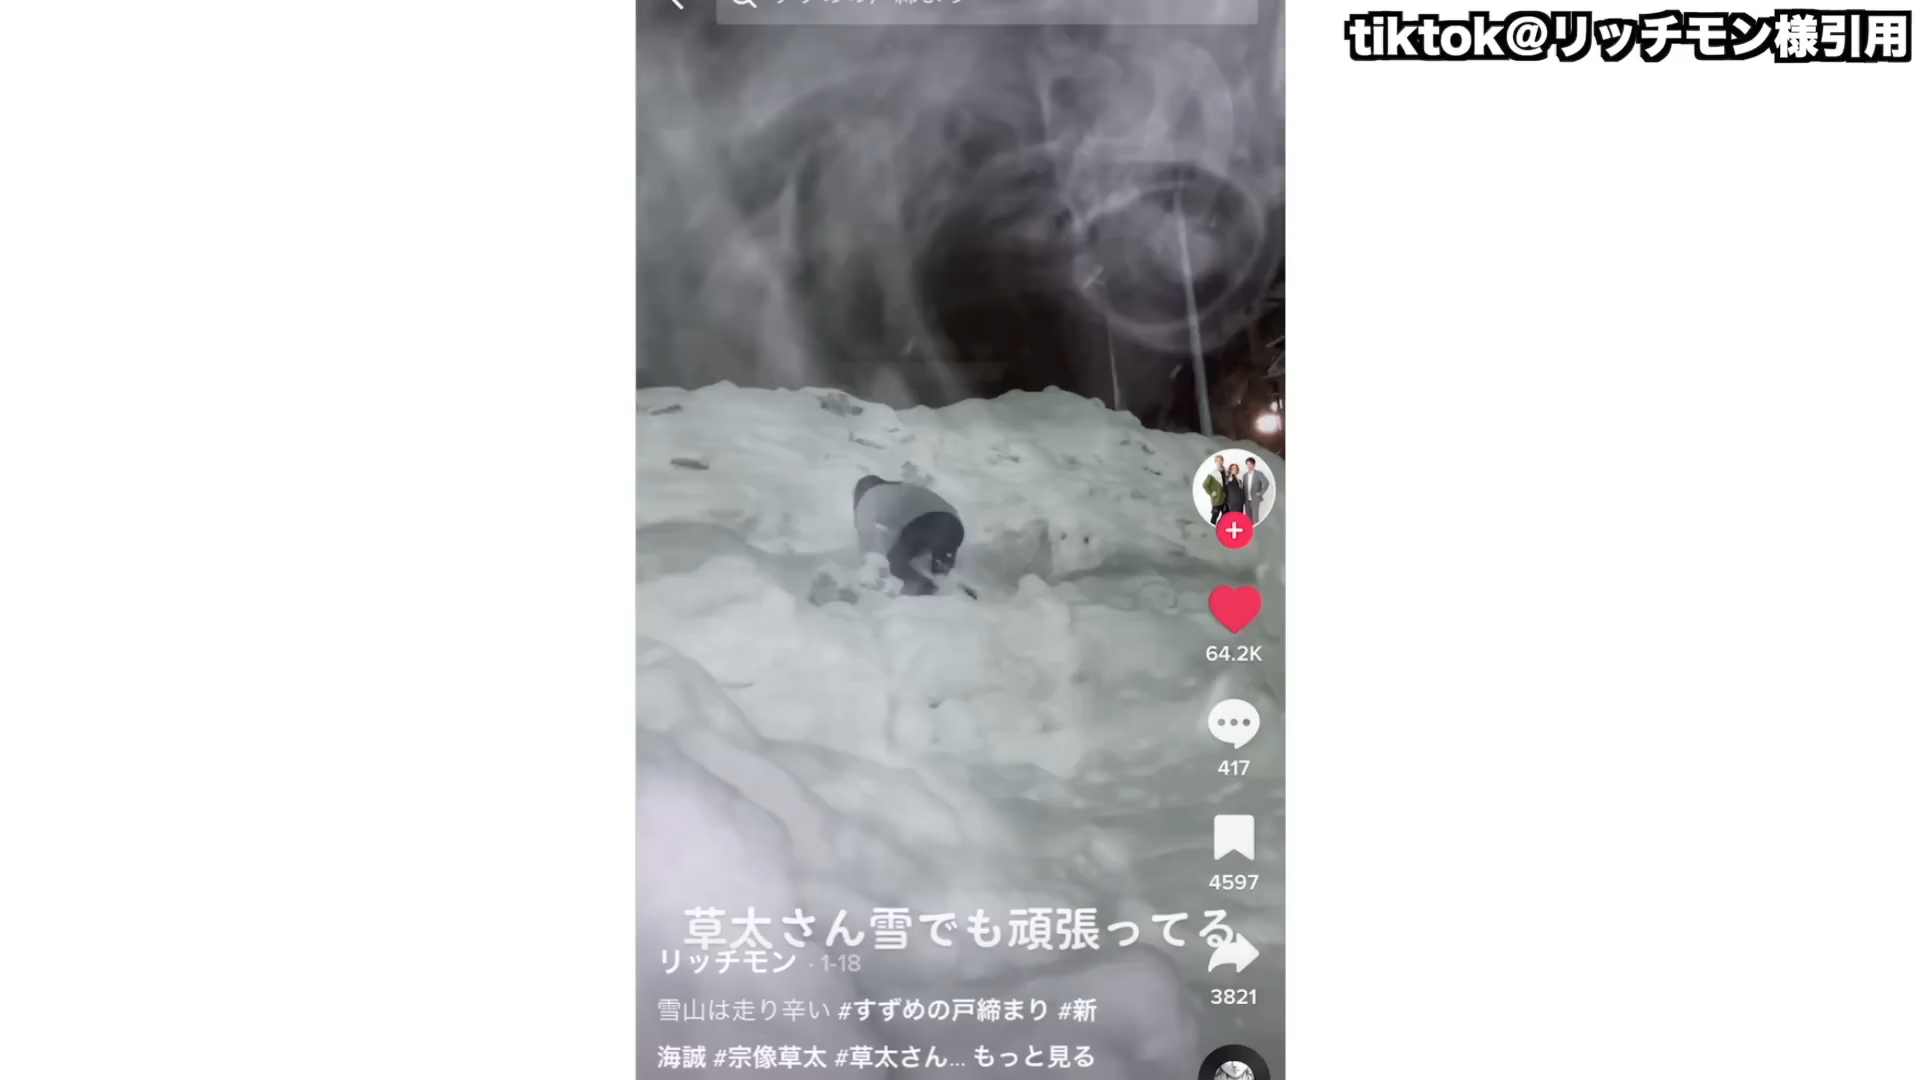 tiktok@リッチモン様引用
64.2K
417
4597
草太さん雪でも頑張ってる
リッチモン · 1-18
3821
雪山は走り辛い #すずめの戸締まり #新
海誠 #宗像草太 #草太さん... もっと見る